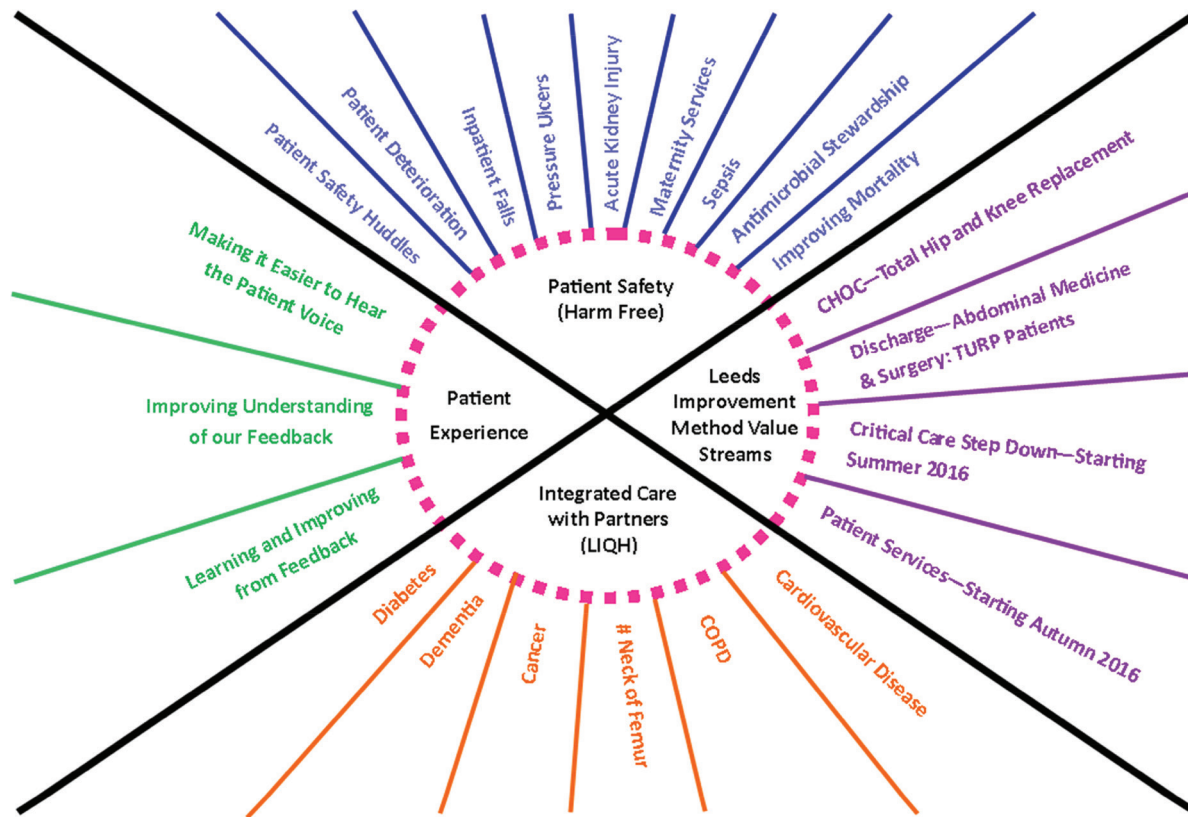 Patient Safety Huddles
Patient Deterioration
Inpatient Falls
Pressure Ulcers
Acute Kidney Injury
Maternity Services
Sepsis
Antimicrobial Stewardship
Improving Mortality
CHOC—Total Hip and Knee Replacement
Discharge—Abdominal Medicine
& Surgery: TURP Patients
Critical Care Step Down—Starting
Summer 2016
Patient Services—Starting Autumn 2016
Making it Easier to Hear
the Patient Voice
Improving Understanding
of our Feedback
Learning and Improving
from Feedback
Patient Safety
(Harm Free)
Patient
Experience
Leeds
Improvement
Method Value
Streams
Integrated Care
with Partners
(LIQH)
Diabetes
Dementia
Cancer
# Neck of Femur
COPD
Cardiovascular Disease